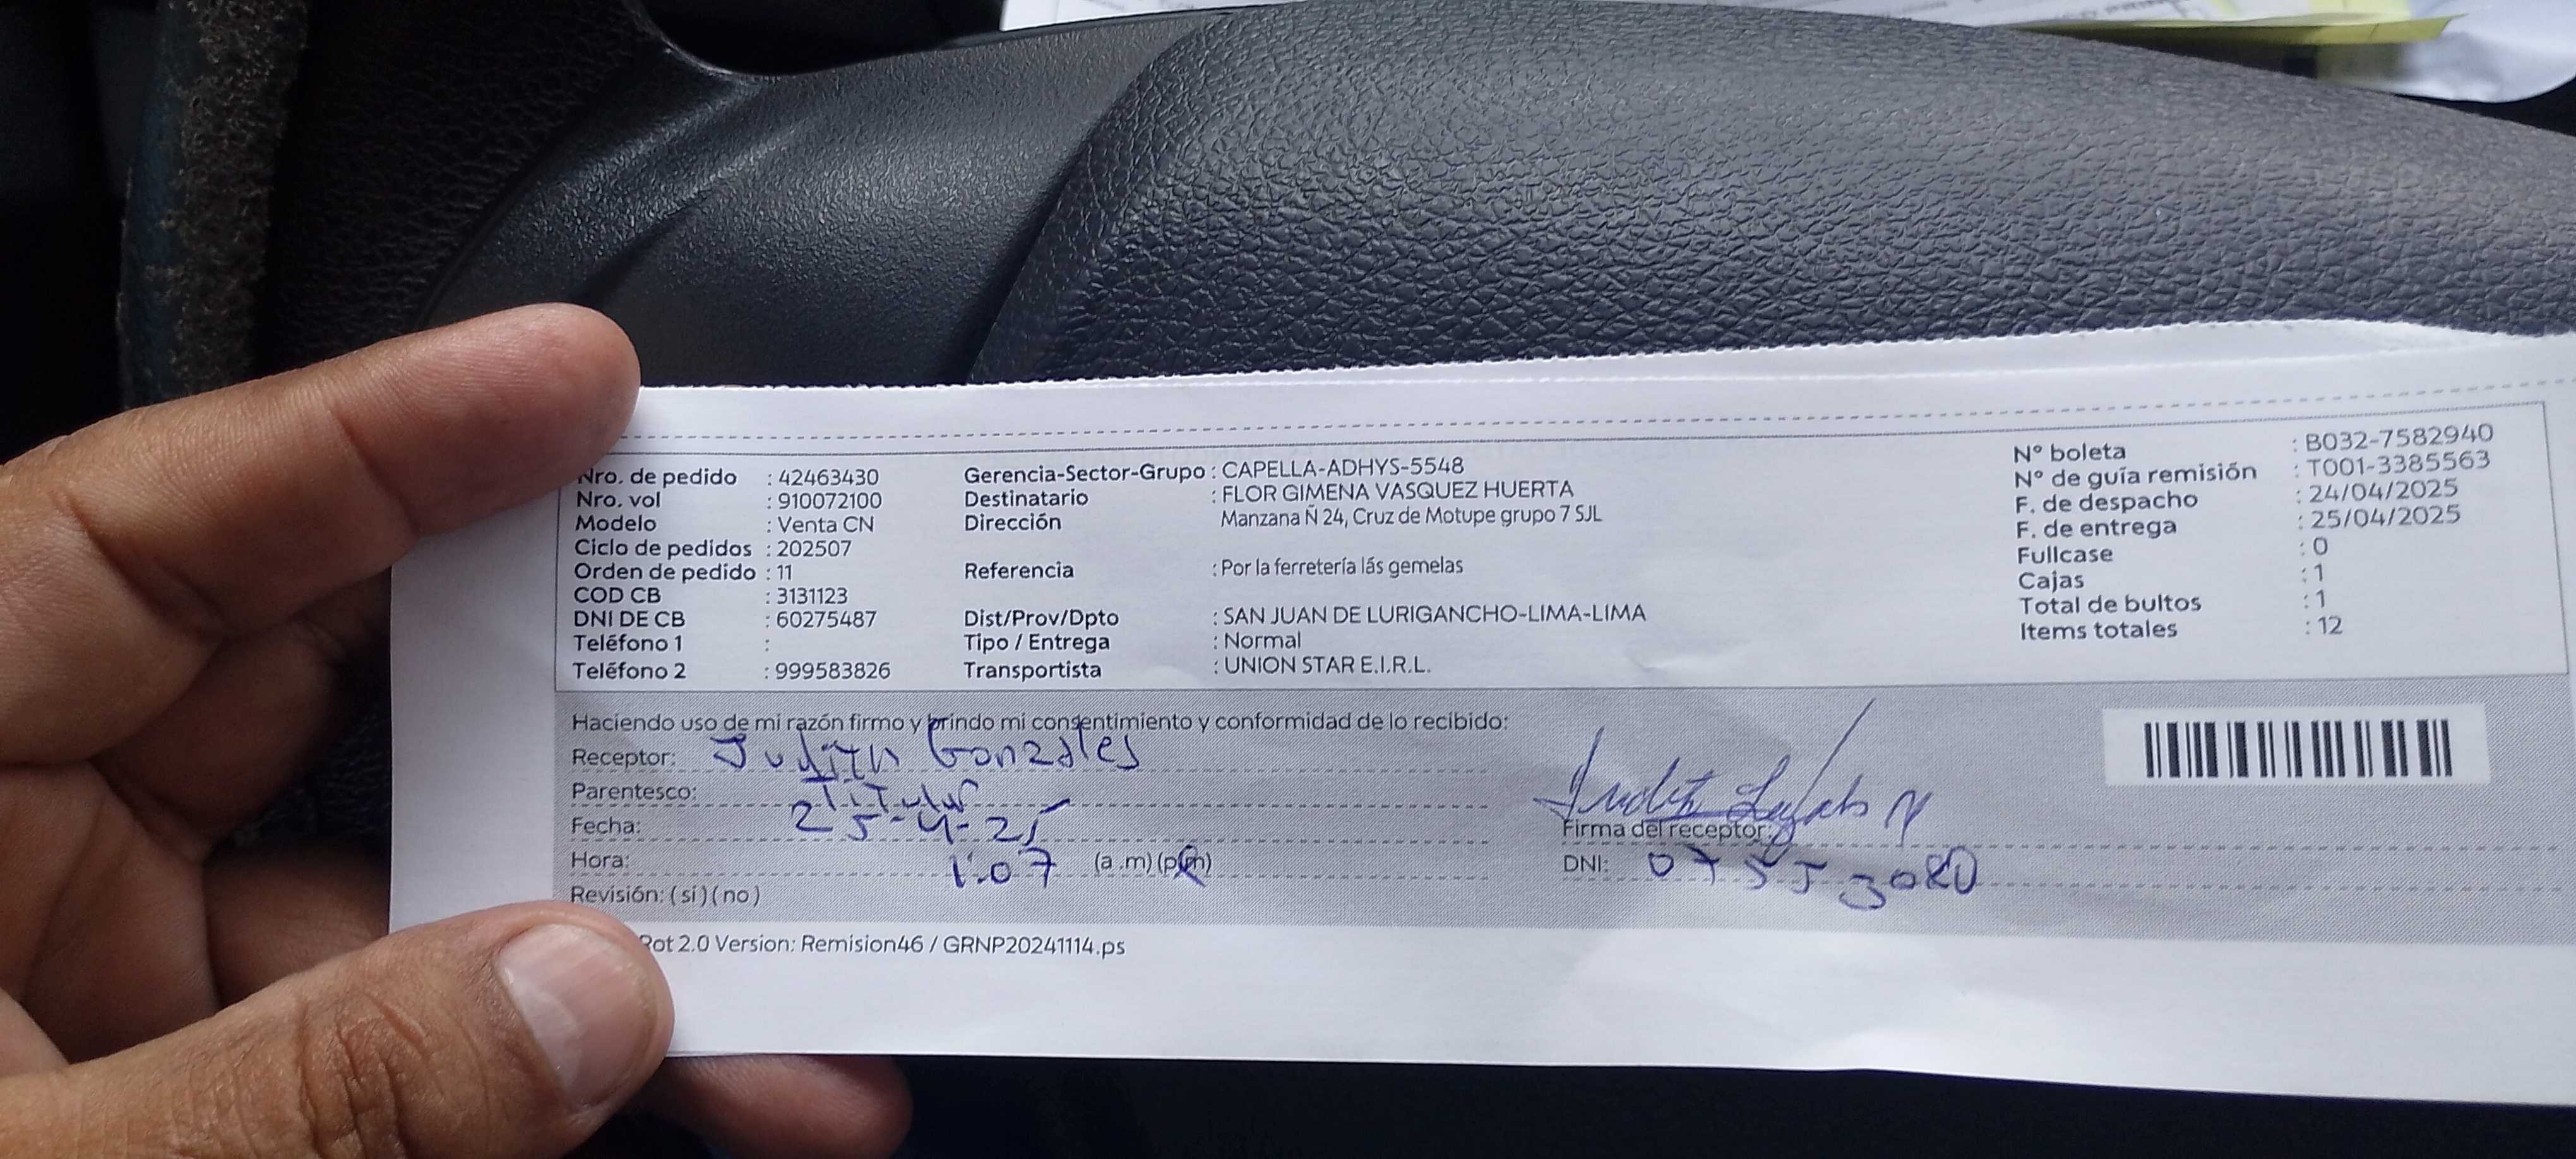 Nro. de pedido : 42463430
Nro. vol : 910072100
Modelo : Venta CN
Ciclo de pedidos : 202507
Orden de pedido : 11
COD CB : 3131123
DNI DE CB : 60275487
Teléfono 1 :
Teléfono 2 : 999583826
Gerencia-Sector-Grupo : CAPELLA-ADHYS-5548
Destinatario : FLOR GIMENA VASQUEZ HUERTA
Dirección Manzana Ñ 24, Cruz de Motupe grupo 7 SJL
Referencia : Por la ferretería lás gemelas
Dist/Prov/Dpto : SAN JUAN DE LURIGANCHO-LIMA-LIMA
Tipo / Entrega : Normal
Transportista : UNION STAR E.I.R.L.
N° boleta : B032-7582940
N° de guía remisión : T001-3385563
F. de despacho : 24/04/2025
F. de entrega : 25/04/2025
Fullcase : 0
Cajas : 1
Total de bultos : 1
Items totales : 12
Haciendo uso de mi razón firmo y brindo mi consentimiento y conformidad de lo recibido:
Receptor: Judith Gonzales
Parentesco: Titular
Fecha: 25-4-25
Hora: 1:07 (a.m)(p.m)
Revisión: (si)(no)
Judith
Firma del receptor:
DNI:
Rot 2.0 Version: Remision46 / GRNP20241114.ps